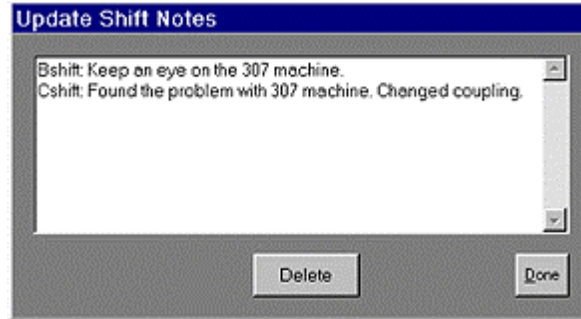 Update Shift Notes
Bshift: Keep an eye on the 307 machine.
Cshift: Found the problem with 307 machine. Changed coupling.
Delete
Done